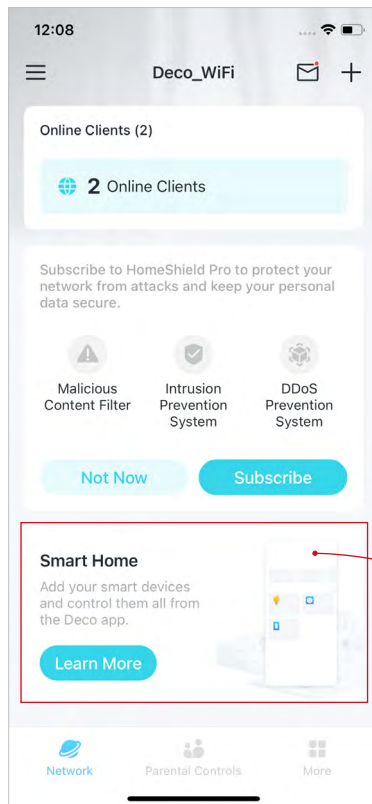 12:08
Deco_WiFi
Online Clients (2)
2 Online Clients
Subscribe to HomeShield Pro to protect your
network from attacks and keep your personal
data secure.
Malicious
Content Filter
Intrusion
Prevention
System
DDoS
Prevention
System
Not Now
Subscribe
Smart Home
Add your smart devices
and control them all from
the Deco app.
Learn More
Network
Parental Controls
More